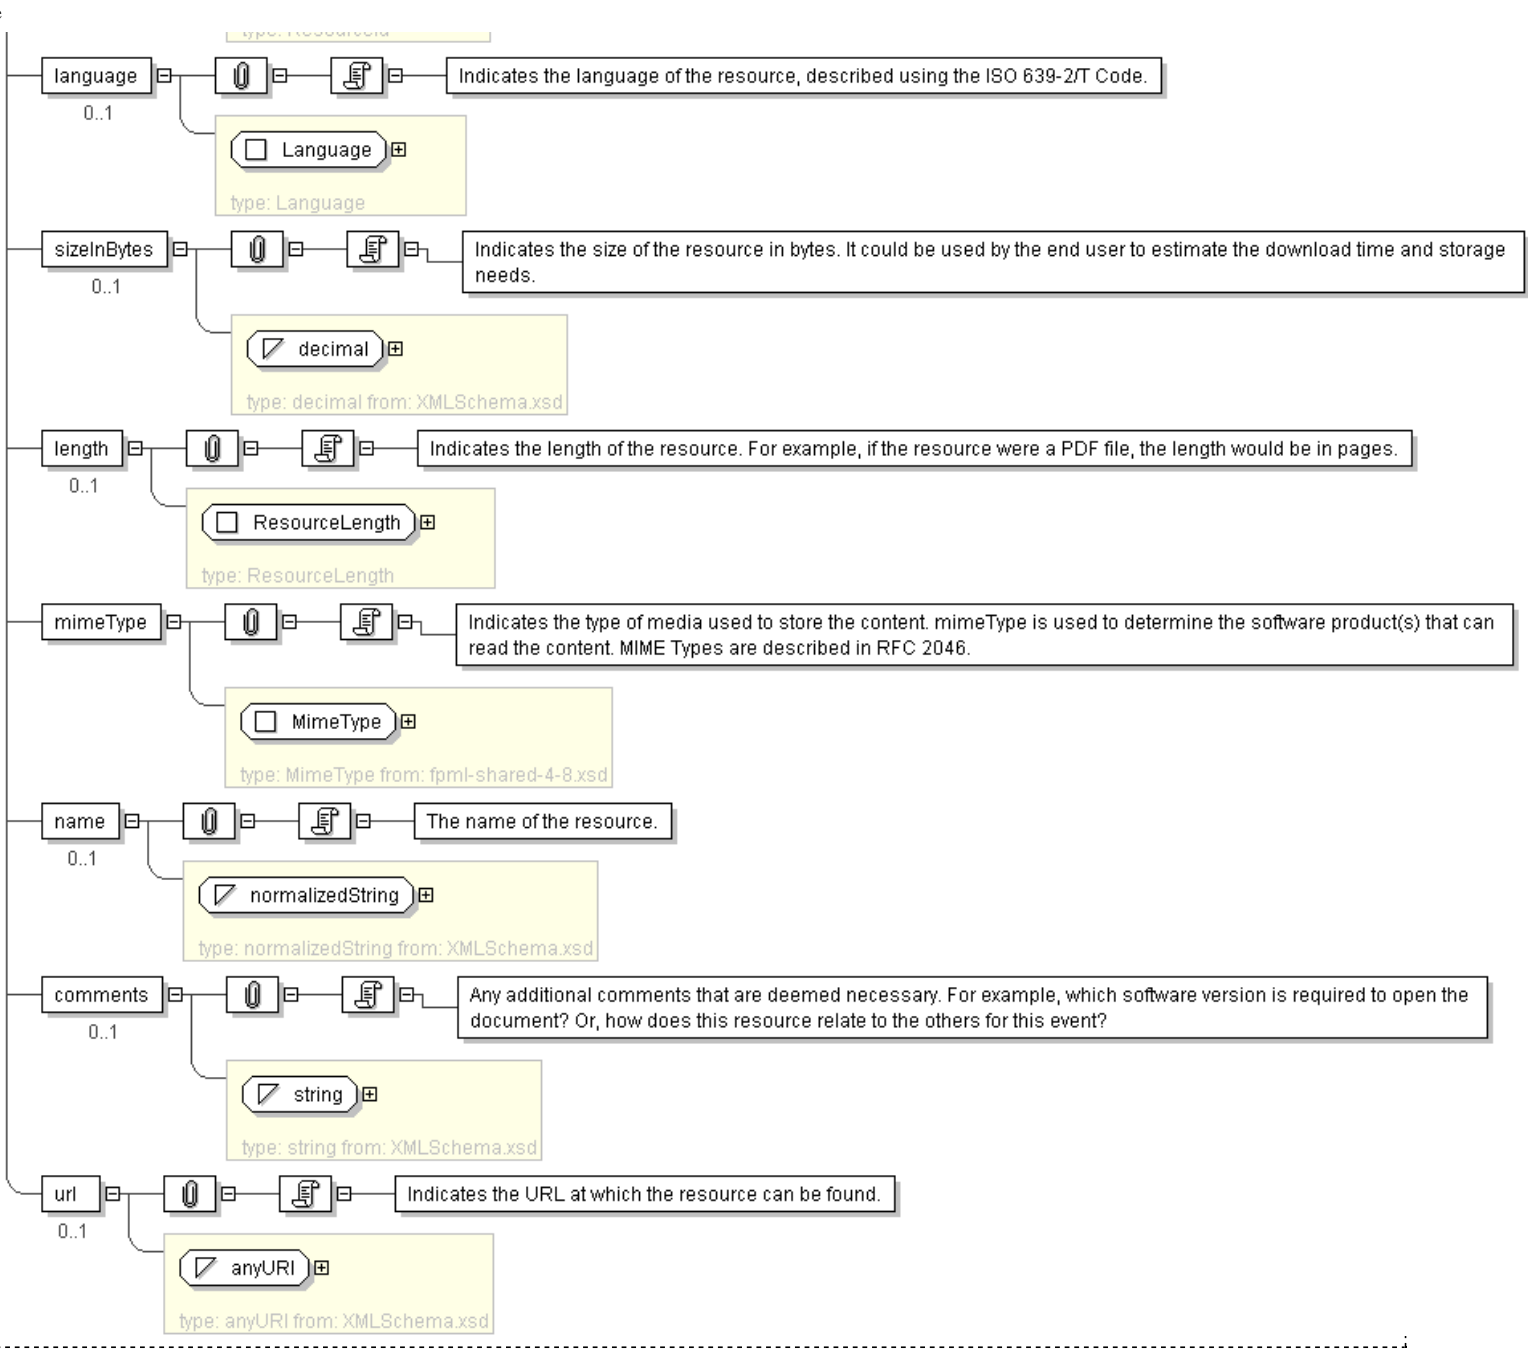 type: ResourceId
language
Indicates the language of the resource, described using the ISO 639-2/T Code.
0..1
Language
type: Language
sizeInBytes
Indicates the size of the resource in bytes. It could be used by the end user to estimate the download time and storage
needs.
0..1
decimal
type: decimal from: XMLSchema.xsd
length
Indicates the length of the resource. For example, if the resource were a PDF file, the length would be in pages.
0..1
ResourceLength
type: ResourceLength
mimeType
Indicates the type of media used to store the content. mimeType is used to determine the software product(s) that can
read the content. MIME Types are described in RFC 2046.
MimeType
type: MimeType from: fpml-shared-4-8.xsd
name
The name of the resource.
0..1
normalizedString
type: normalizedString from: XMLSchema.xsd
comments
Any additional comments that are deemed necessary. For example, which software version is required to open the
document? Or, how does this resource relate to the others for this event?
0..1
string
type: string from: XMLSchema.xsd
url
Indicates the URL at which the resource can be found.
0..1
anyURI
type: anyURI from: XMLSchema.xsd